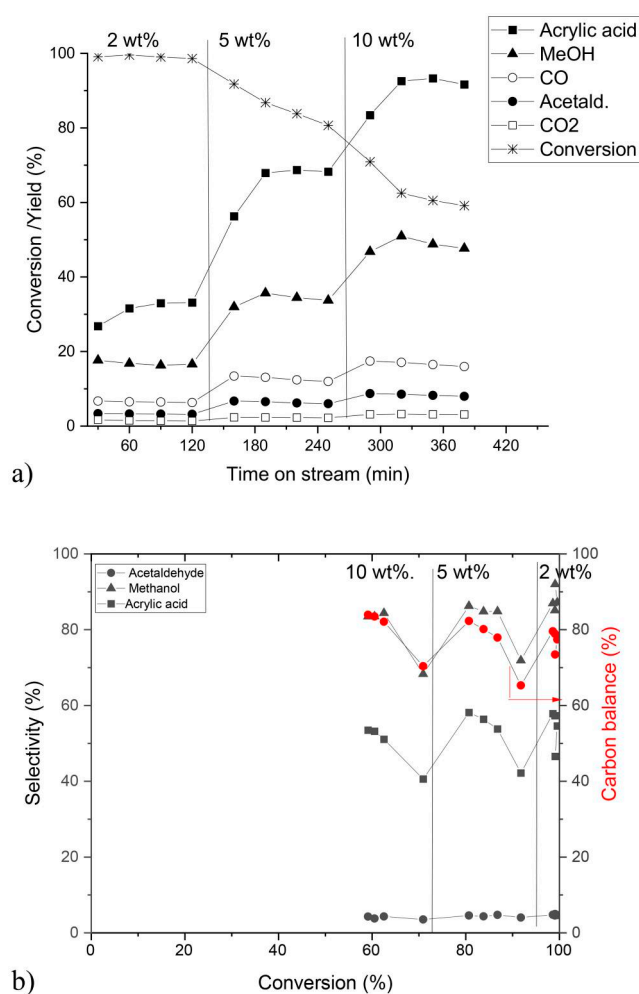 2 wt%
5 wt%
10 wt%
Acrylic acid
MeOH
CO
Acetald.
CO2
Conversion
100
80
60
40
20
0
Conversion /Yield (%)
60 120 180 240 300 360 420
Time on stream (min)
a)
Acetaldehyde
Methanol
Acrylic acid
10 wt%.
5 wt%
2 wt%
100
80
60
40
20
0
Selectivity (%)
100
80
60
40
20
0
Carbon balance (%)
0 20 40 60 80 100
Conversion (%)
b)